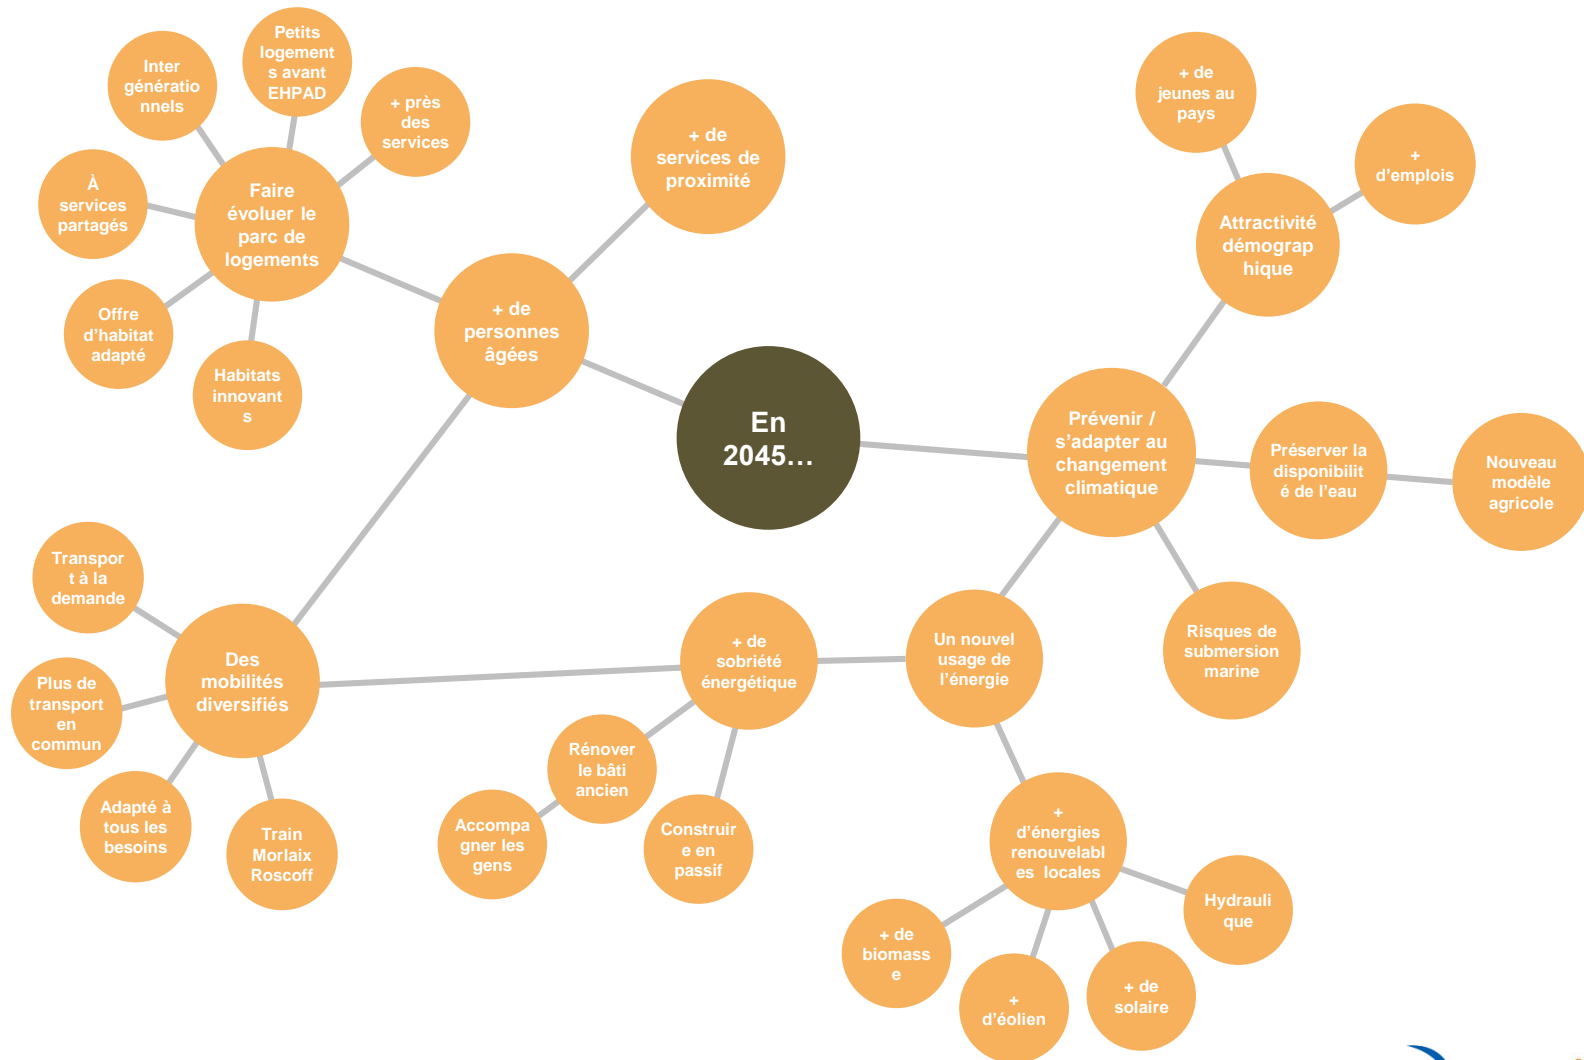 Petits
logement
s avant
EHPAD
Inter
génératio
nnels
+ près
des
services
À
services
partagés
Faire
évoluer le
parc de
logements
Offre
d'habitat
adapté
Habitats
innovant
s
+ de
services de
proximité
+ de
personnes
âgées
En
2045…
+ de
jeunes au
pays
+
d'emplois
Attractivité
démograp
hique
Prévenir /
s'adapter au
changement
climatique
Préserver la
disponibilit
é de l'eau
Nouveau
modèle
agricole
Risques de
submersion
marine
Un nouvel
usage de
l'énergie
+ de
sobriété
énergétique
Transpor
t à la
demande
Des
mobilités
diversifiés
Plus de
transport
en
commun
Adapté à
tous les
besoins
Train
Morlaix
Roscoff
Rénover
le bâti
ancien
Accompa
gner les
gens
Construir
e en
passif
+
d'énergies
renouvelabl
es locales
Hydrauli
que
+ de
biomass
e
+
d'éolien
+ de
solaire